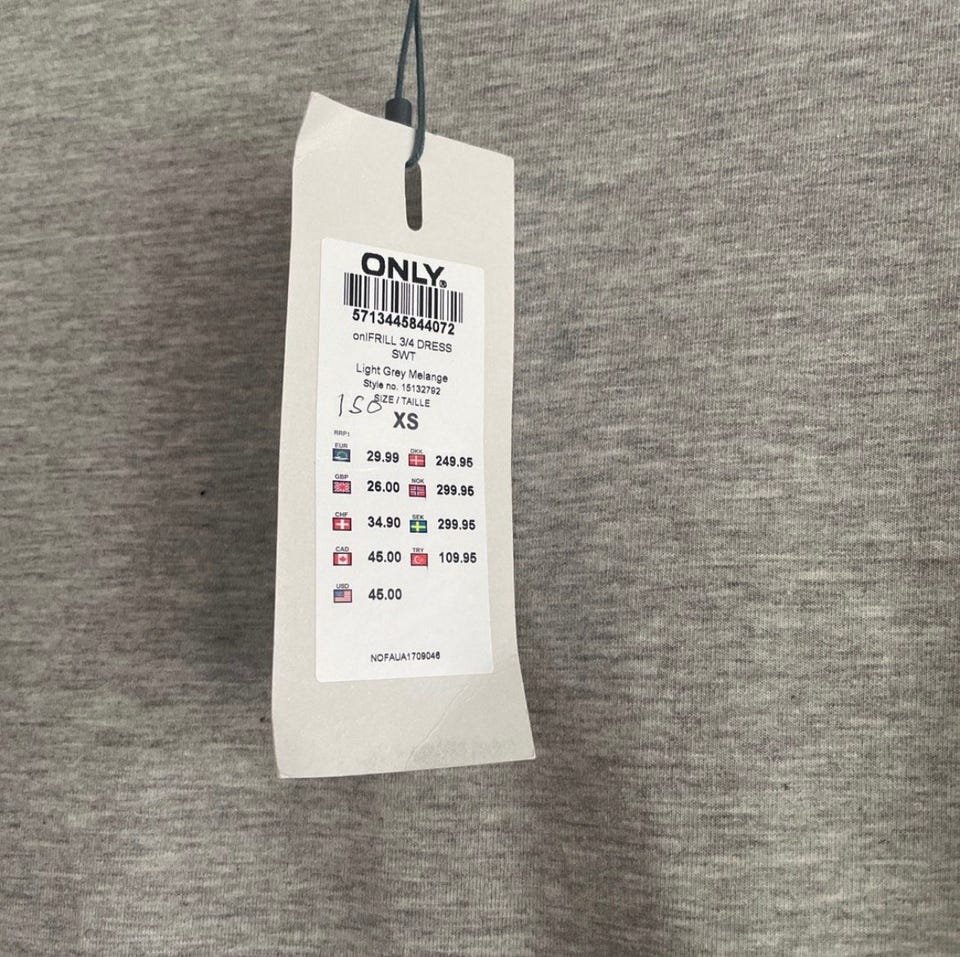 ONLY
5713445844072
onlFRILL 3/4 DRESS
SWT
Light Grey Melange
Style no. 15132792
SIZE / TAILLE
150
XS
RRP:
EUR 29.99 DKK 249.95
GBP 26.00 NOK 299.95
CHF 34.90 SEK 299.95
CAD 45.00 TRY 109.95
USD 45.00
NOFAUA1709046